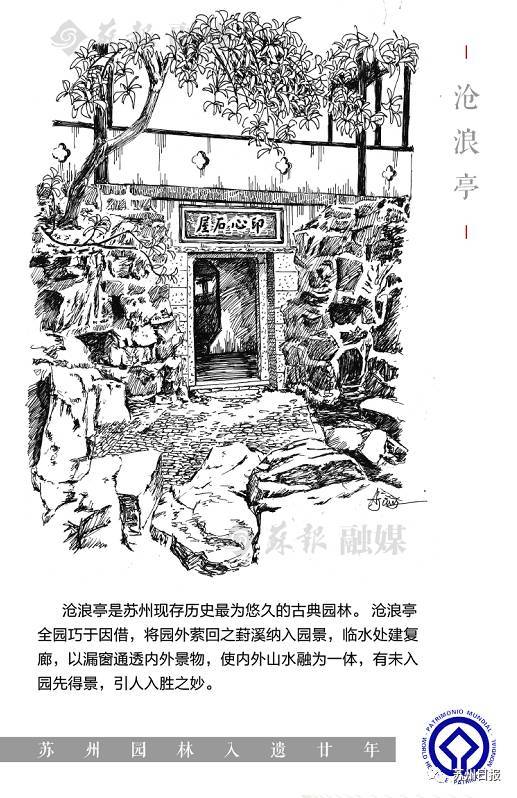 苏报 融媒
沧浪亭
屋石心印
苏报 融媒
沧浪亭是苏州现存历史最为悠久的古典园林。沧浪亭
全园巧于因借，将园外萦回之葑溪纳入园景，临水处建复
廊，以漏窗通透内外景物，使内外山水融为一体，有未入
园先得景，引人入胜之妙。
苏州园林入遗廿年
PATRIMONIO MUNDIAL
WORLD HE
PATRIM
苏州日报